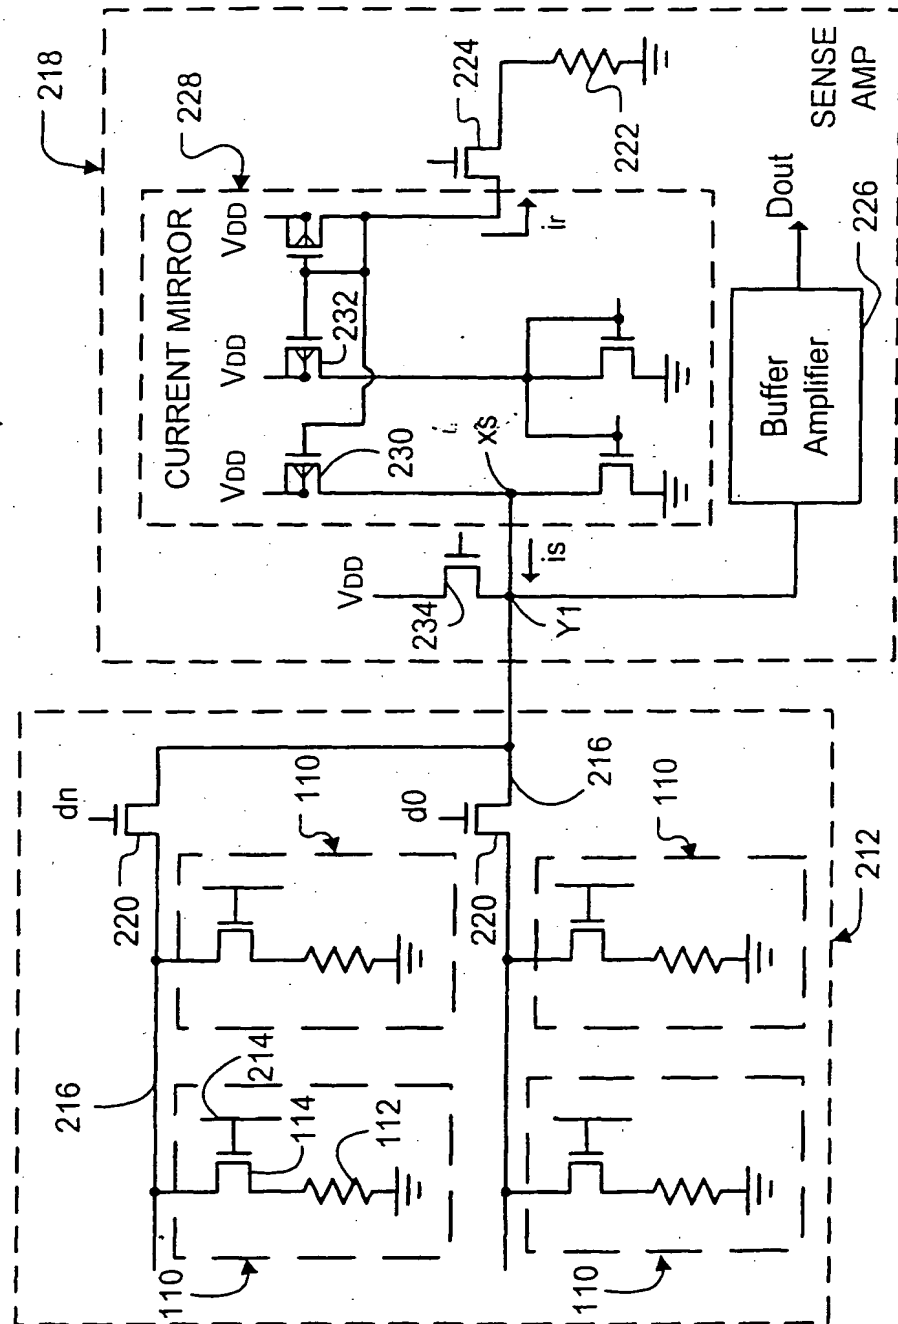 218
228
224
222
SENSE
AMP
CURRENT MIRROR
VDD
VDD
VDD
232
230
ir
xs
is
VDD
234
Y1
Buffer
Amplifier
Dout
226
dn
220
216
110
214
114
112
110
d0
220
216
110
110
212